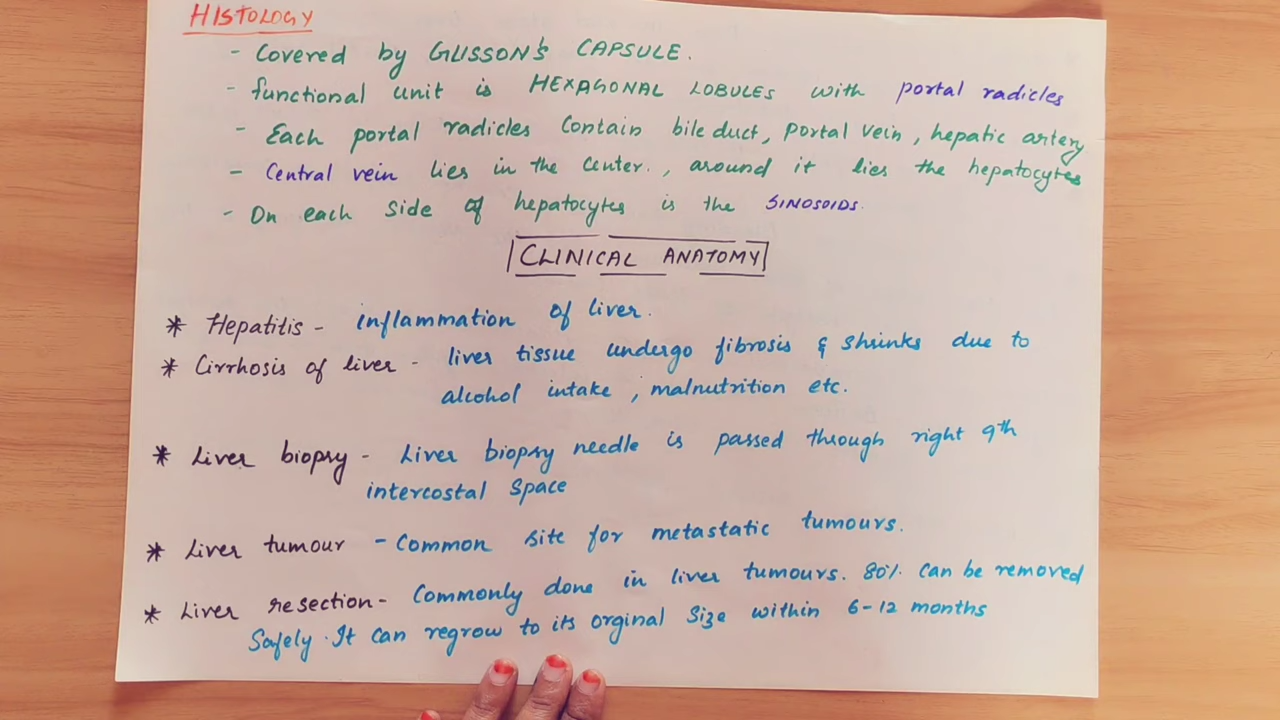 HISTOLOGY
- Covered by GLISSON'S CAPSULE.
- functional unit is HEXAGONAL LOBULES with portal radicles
- Each portal radicles contain bile duct, portal vein, hepatic artery
- Central vein lies in the center., around it lies the hepatocytes
- On each side of hepatocytes is the SINOSOIDS.
CLINICAL ANATOMY
* Hepatitis - inflammation of liver.
* Cirrhosis of liver - liver tissue undergo fibrosis & shrinks due to
alcohol intake, malnutrition etc.
* Liver biopsy - Liver biopsy needle is passed through right 9th
intercostal space
* Liver tumour - Common site for metastatic tumours.
* Liver resection - Commonly done in liver tumours. 80% can be removed
Safely. It can regrow to its orginal size within 6-12 months